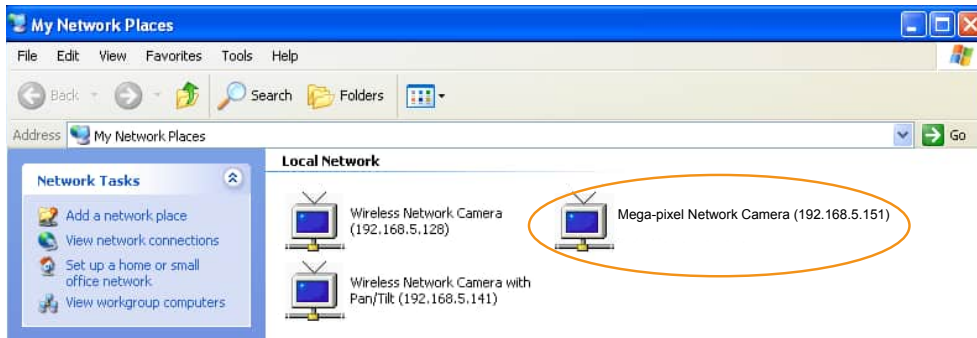 My Network Places
File Edit View Favorites Tools Help
Back Search Folders
Address My Network Places Go
Network Tasks
Add a network place
View network connections
Set up a home or small
office network
View workgroup computers
Local Network
Wireless Network Camera
(192.168.5.128)
Mega-pixel Network Camera (192.168.5.151)
Wireless Network Camera with
Pan/Tilt (192.168.5.141)